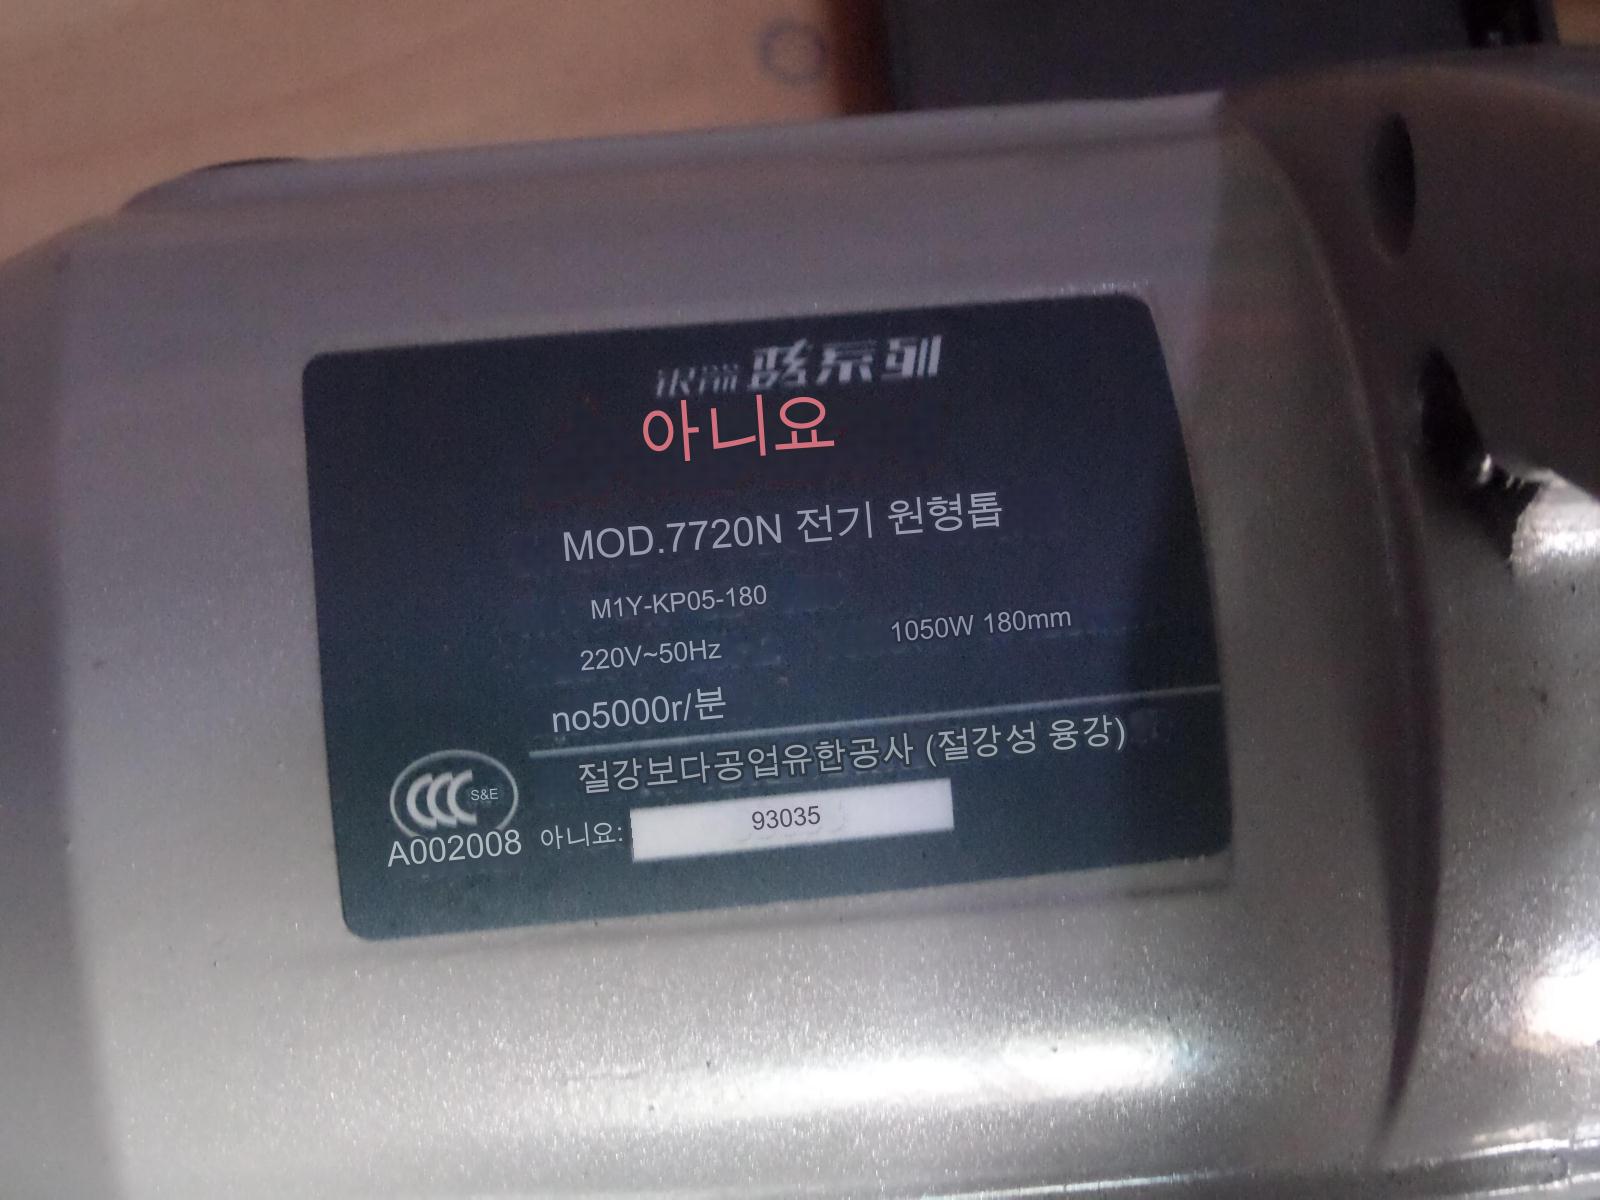 아니요
MOD.7720N 전기 원형톱
M1Y-KP05-180
220V~50Hz 1050W 180mm
no5000r/분
절강보다공업유한공사 (절강성 융강)
S&E
A002008 아니요: 93035